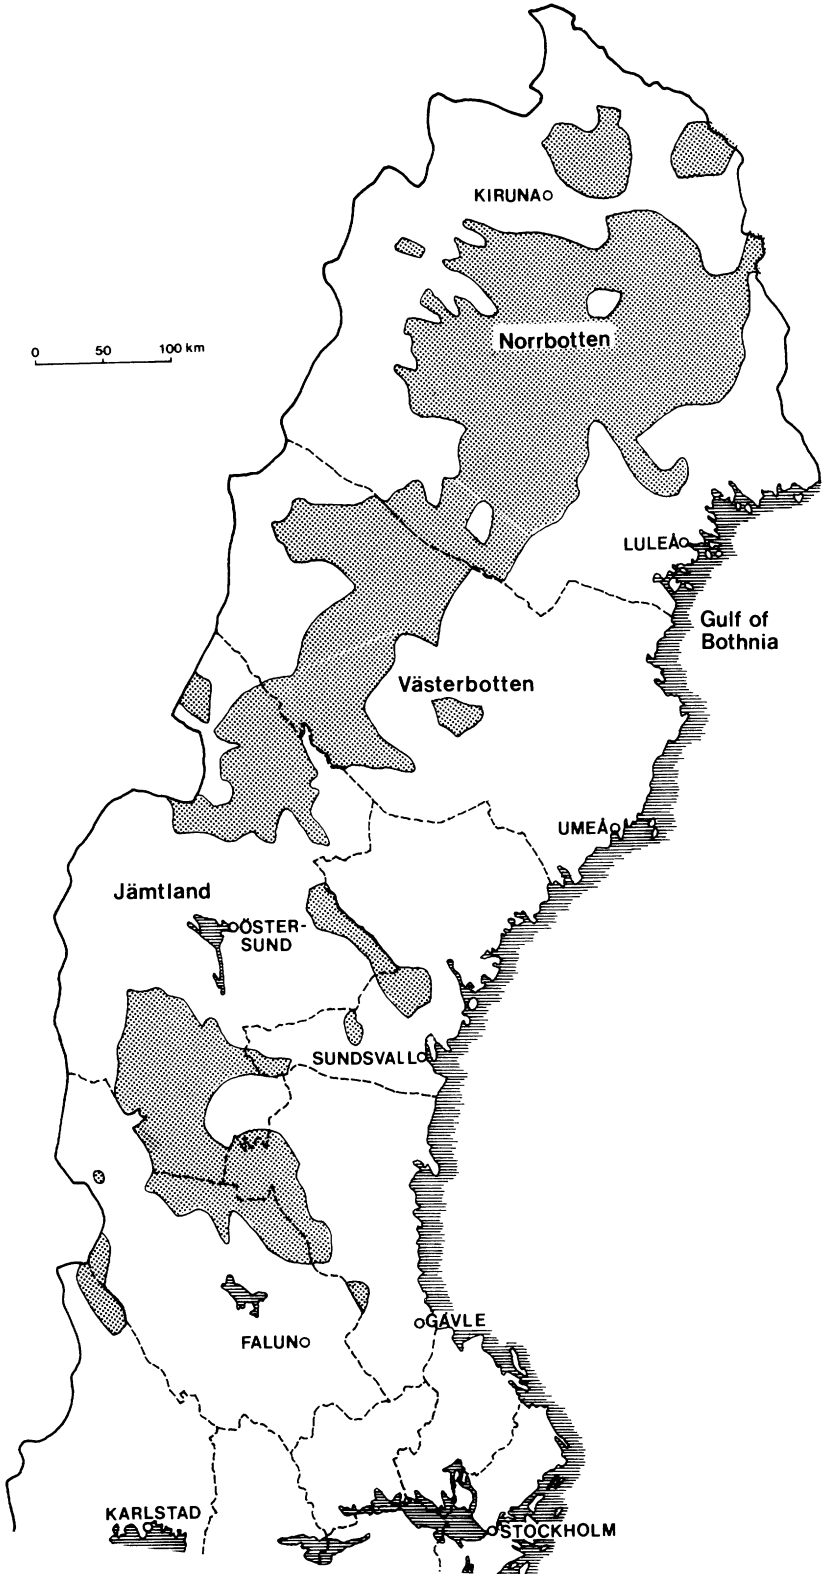 KIRUNA
0 50 100 km
Norrbotten
LULEÅ
Gulf of
Bothnia
Västerbotten
UMEÅ
Jämtland
ÖSTER-
SUND
SUNDSVALL
GÄVLE
FALUN
KARLSTAD
STOCKHOLM